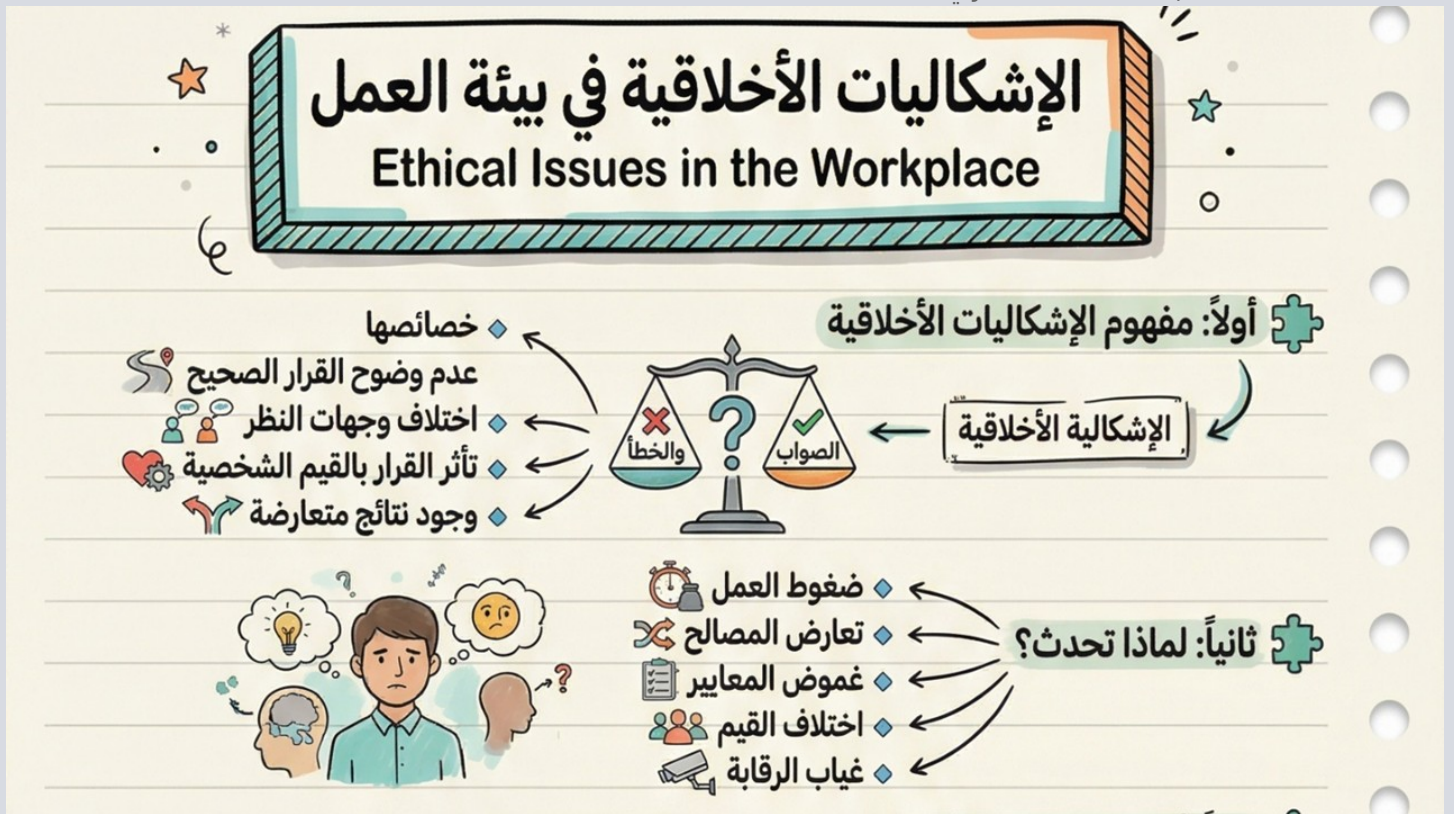 الإشكاليات الأخلاقية في بيئة العمل
Ethical Issues in the Workplace
أولاً: مفهوم الإشكاليات الأخلاقية
الإشكالية الأخلاقية
الصواب
والخطأ
خصائصها
عدم وضوح القرار الصحيح
اختلاف وجهات النظر
تأثر القرار بالقيم الشخصية
وجود نتائج متعارضة
ثانياً: لماذا تحدث؟
ضغوط العمل
تعارض المصالح
غموض المعايير
اختلاف القيم
غياب الرقابة